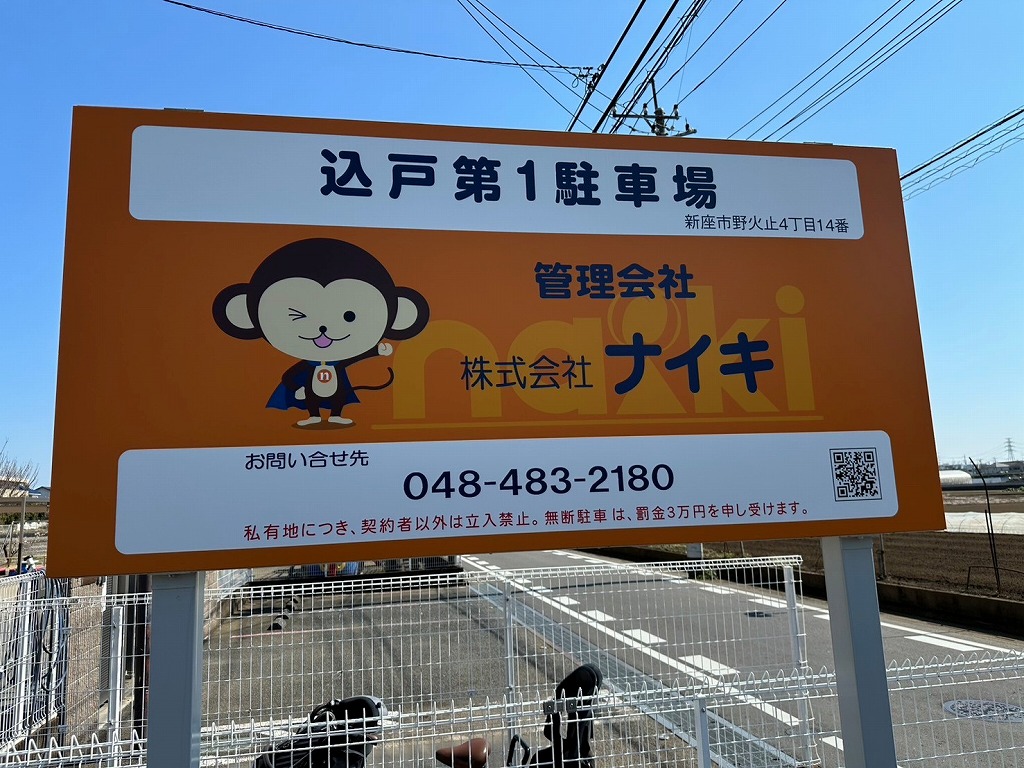 込戸第1駐車場
新座市野火止4丁目14番
管理会社
naiki
株式会社 ナイキ
n
お問い合せ先
048-483-2180
私有地につき、契約者以外は立入禁止。無断駐車は、罰金3万円を申し受けます。